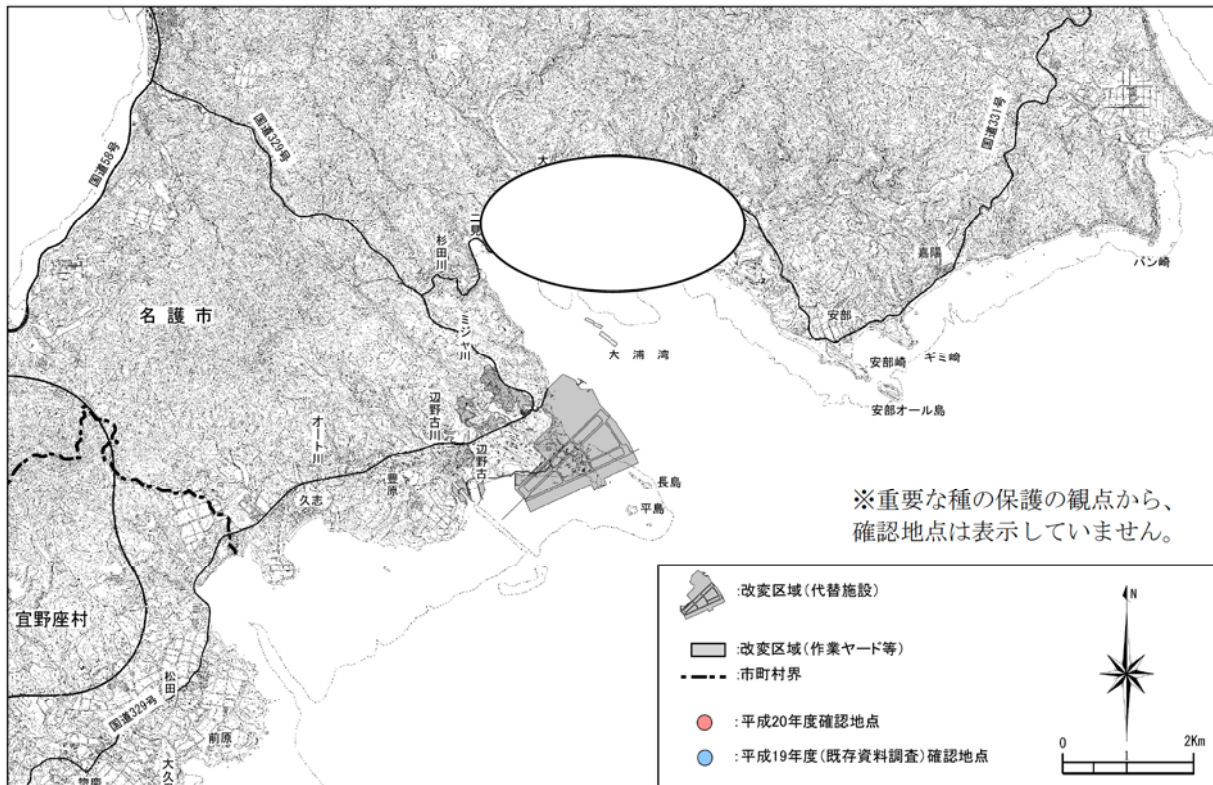 国道58号
国道329号
国道331号
大
二見
杉田川
ミジャ川
名護市
嘉陽
バン崎
安部
安部崎
ギミ崎
安部オール島
大浦湾
辺野古川
辺野古
オート川
久志
豊原
長島
平島
宜野座村
松田
国道329号
前原
※重要な種の保護の観点から、
確認地点は表示していません。
:改変区域(代替施設)
:改変区域(作業ヤード等)
:市町村界
:平成20年度確認地点
:平成19年度(既存資料調査)確認地点
N
0 1 2Km